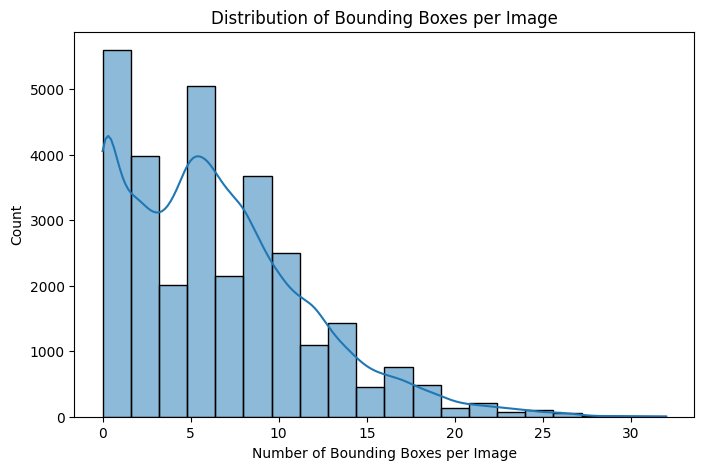 Distribution of Bounding Boxes per Image
Count
5000
4000
3000
2000
1000
0
0 5 10 15 20 25 30
Number of Bounding Boxes per Image